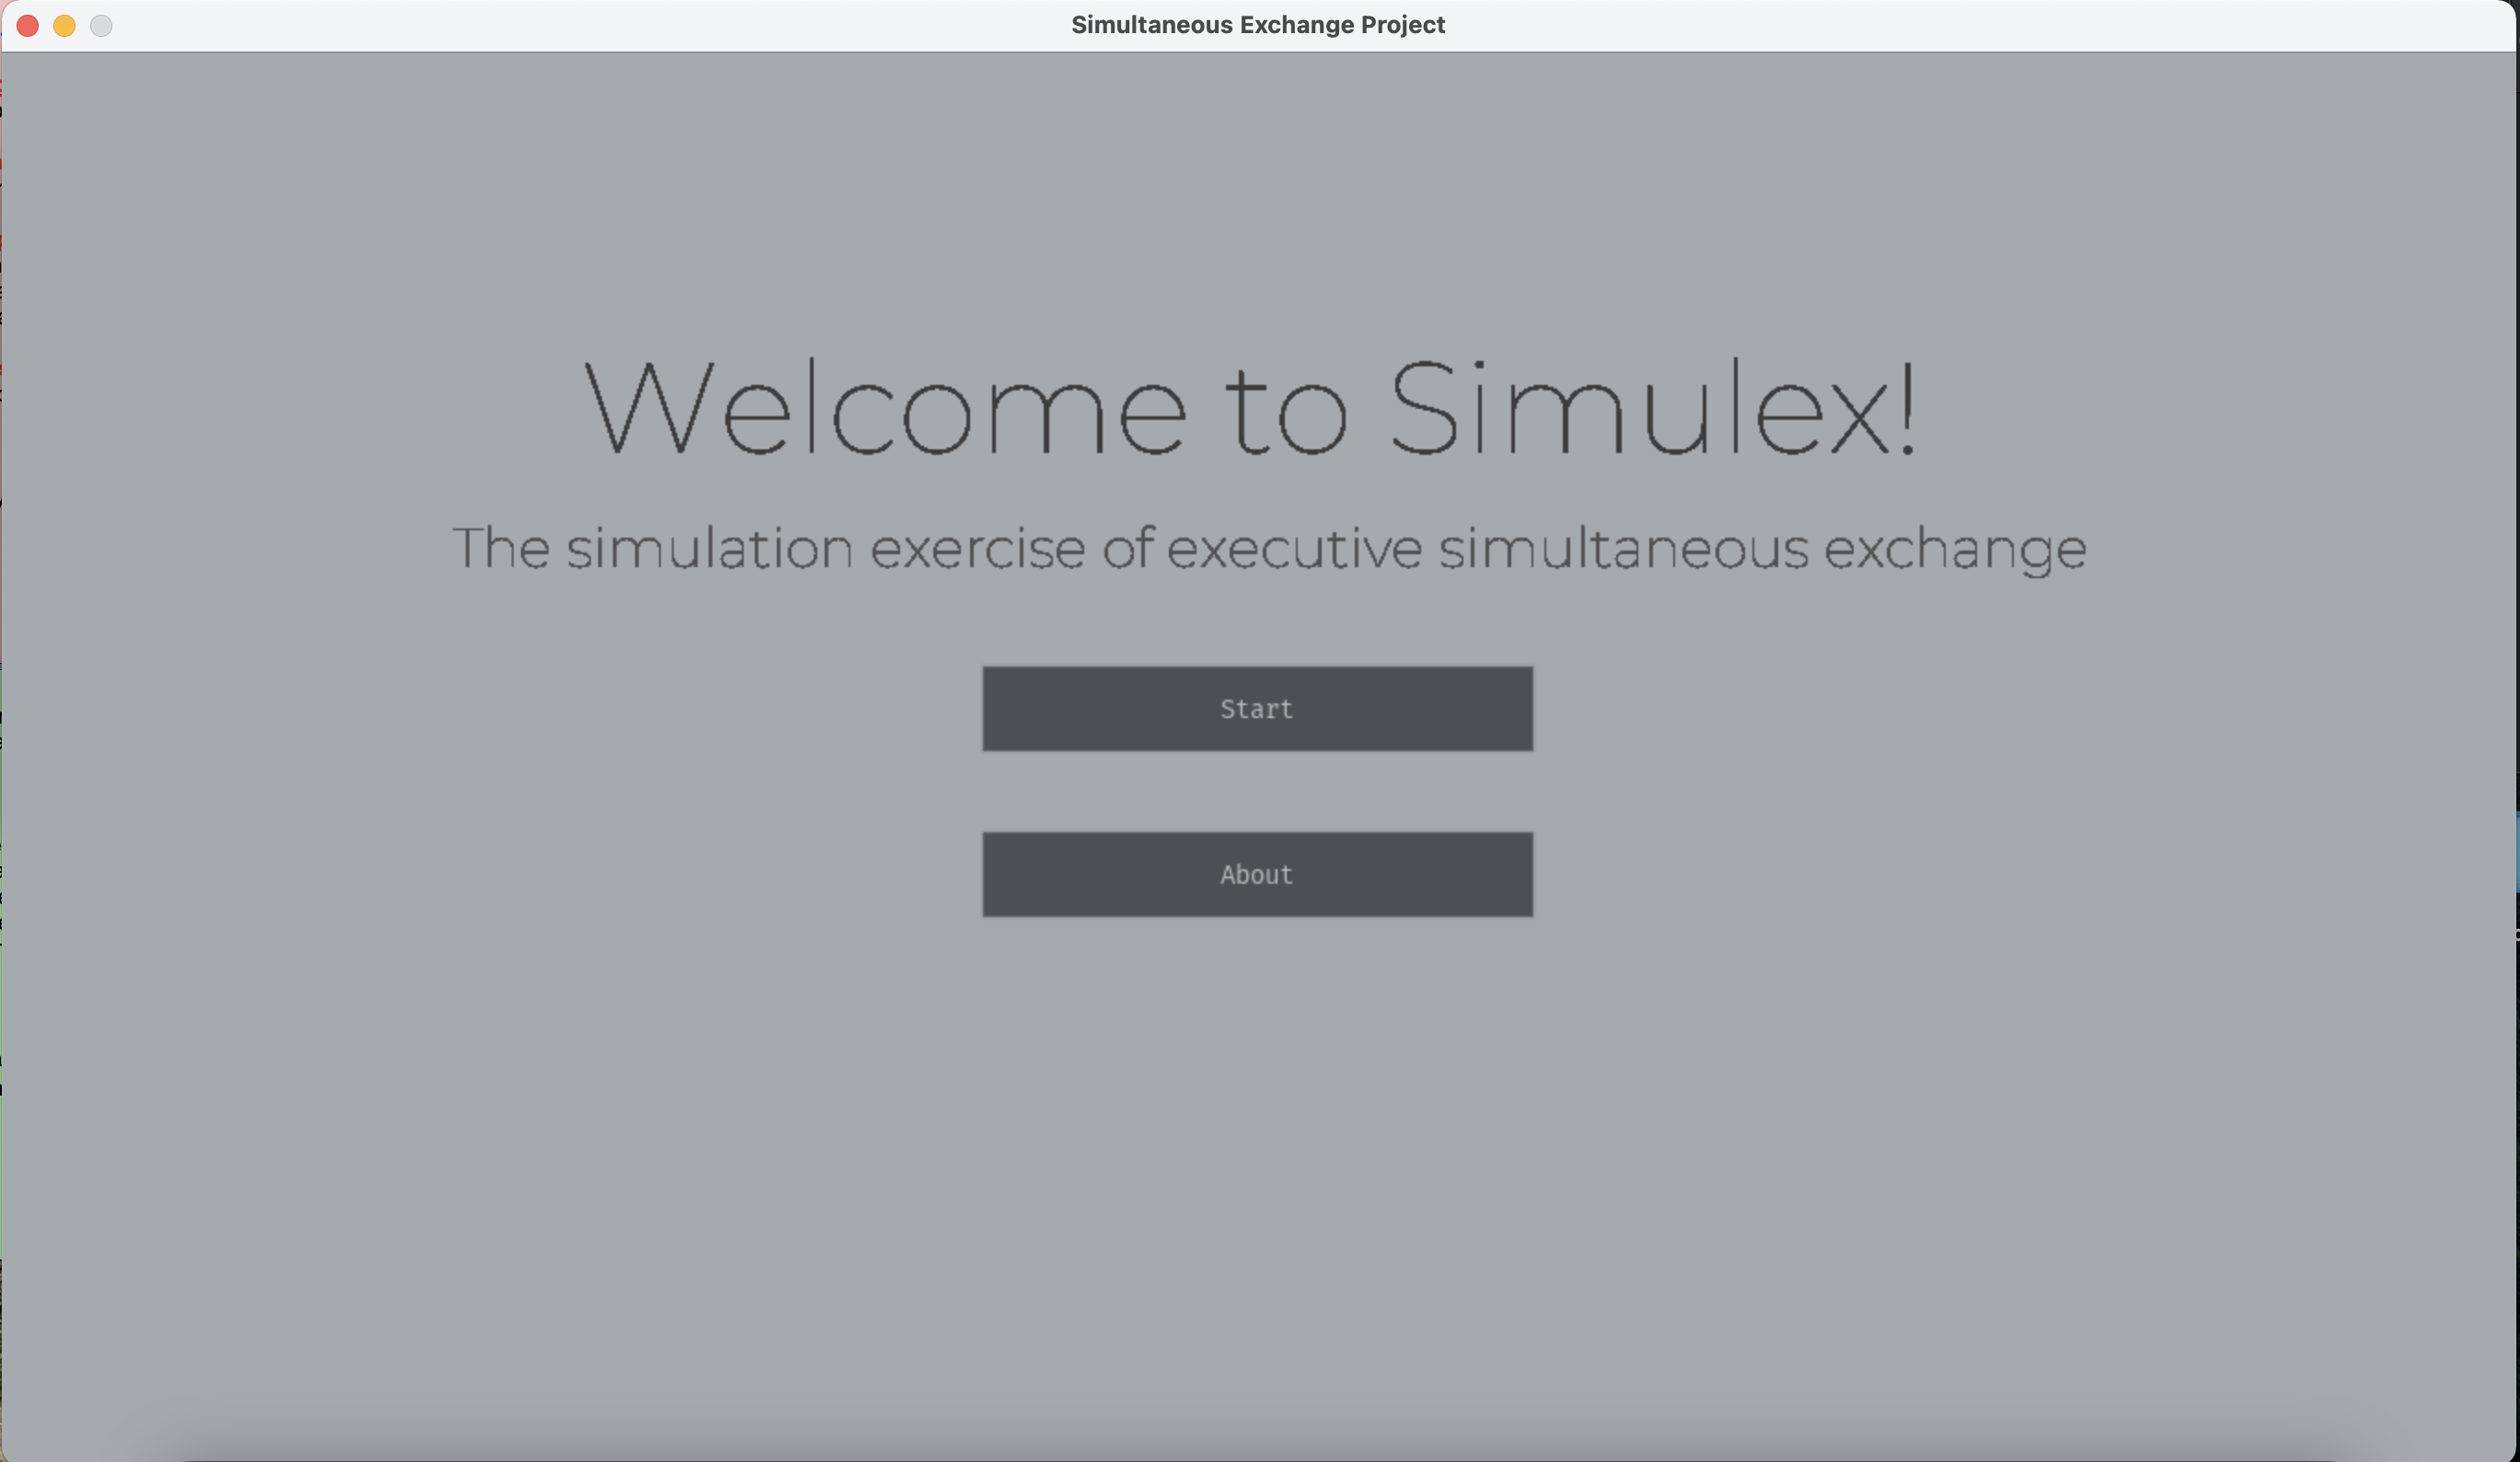 Simultaneous Exchange Project
Welcome to Simulex!
The simulation exercise of executive simultaneous exchange
Start
About